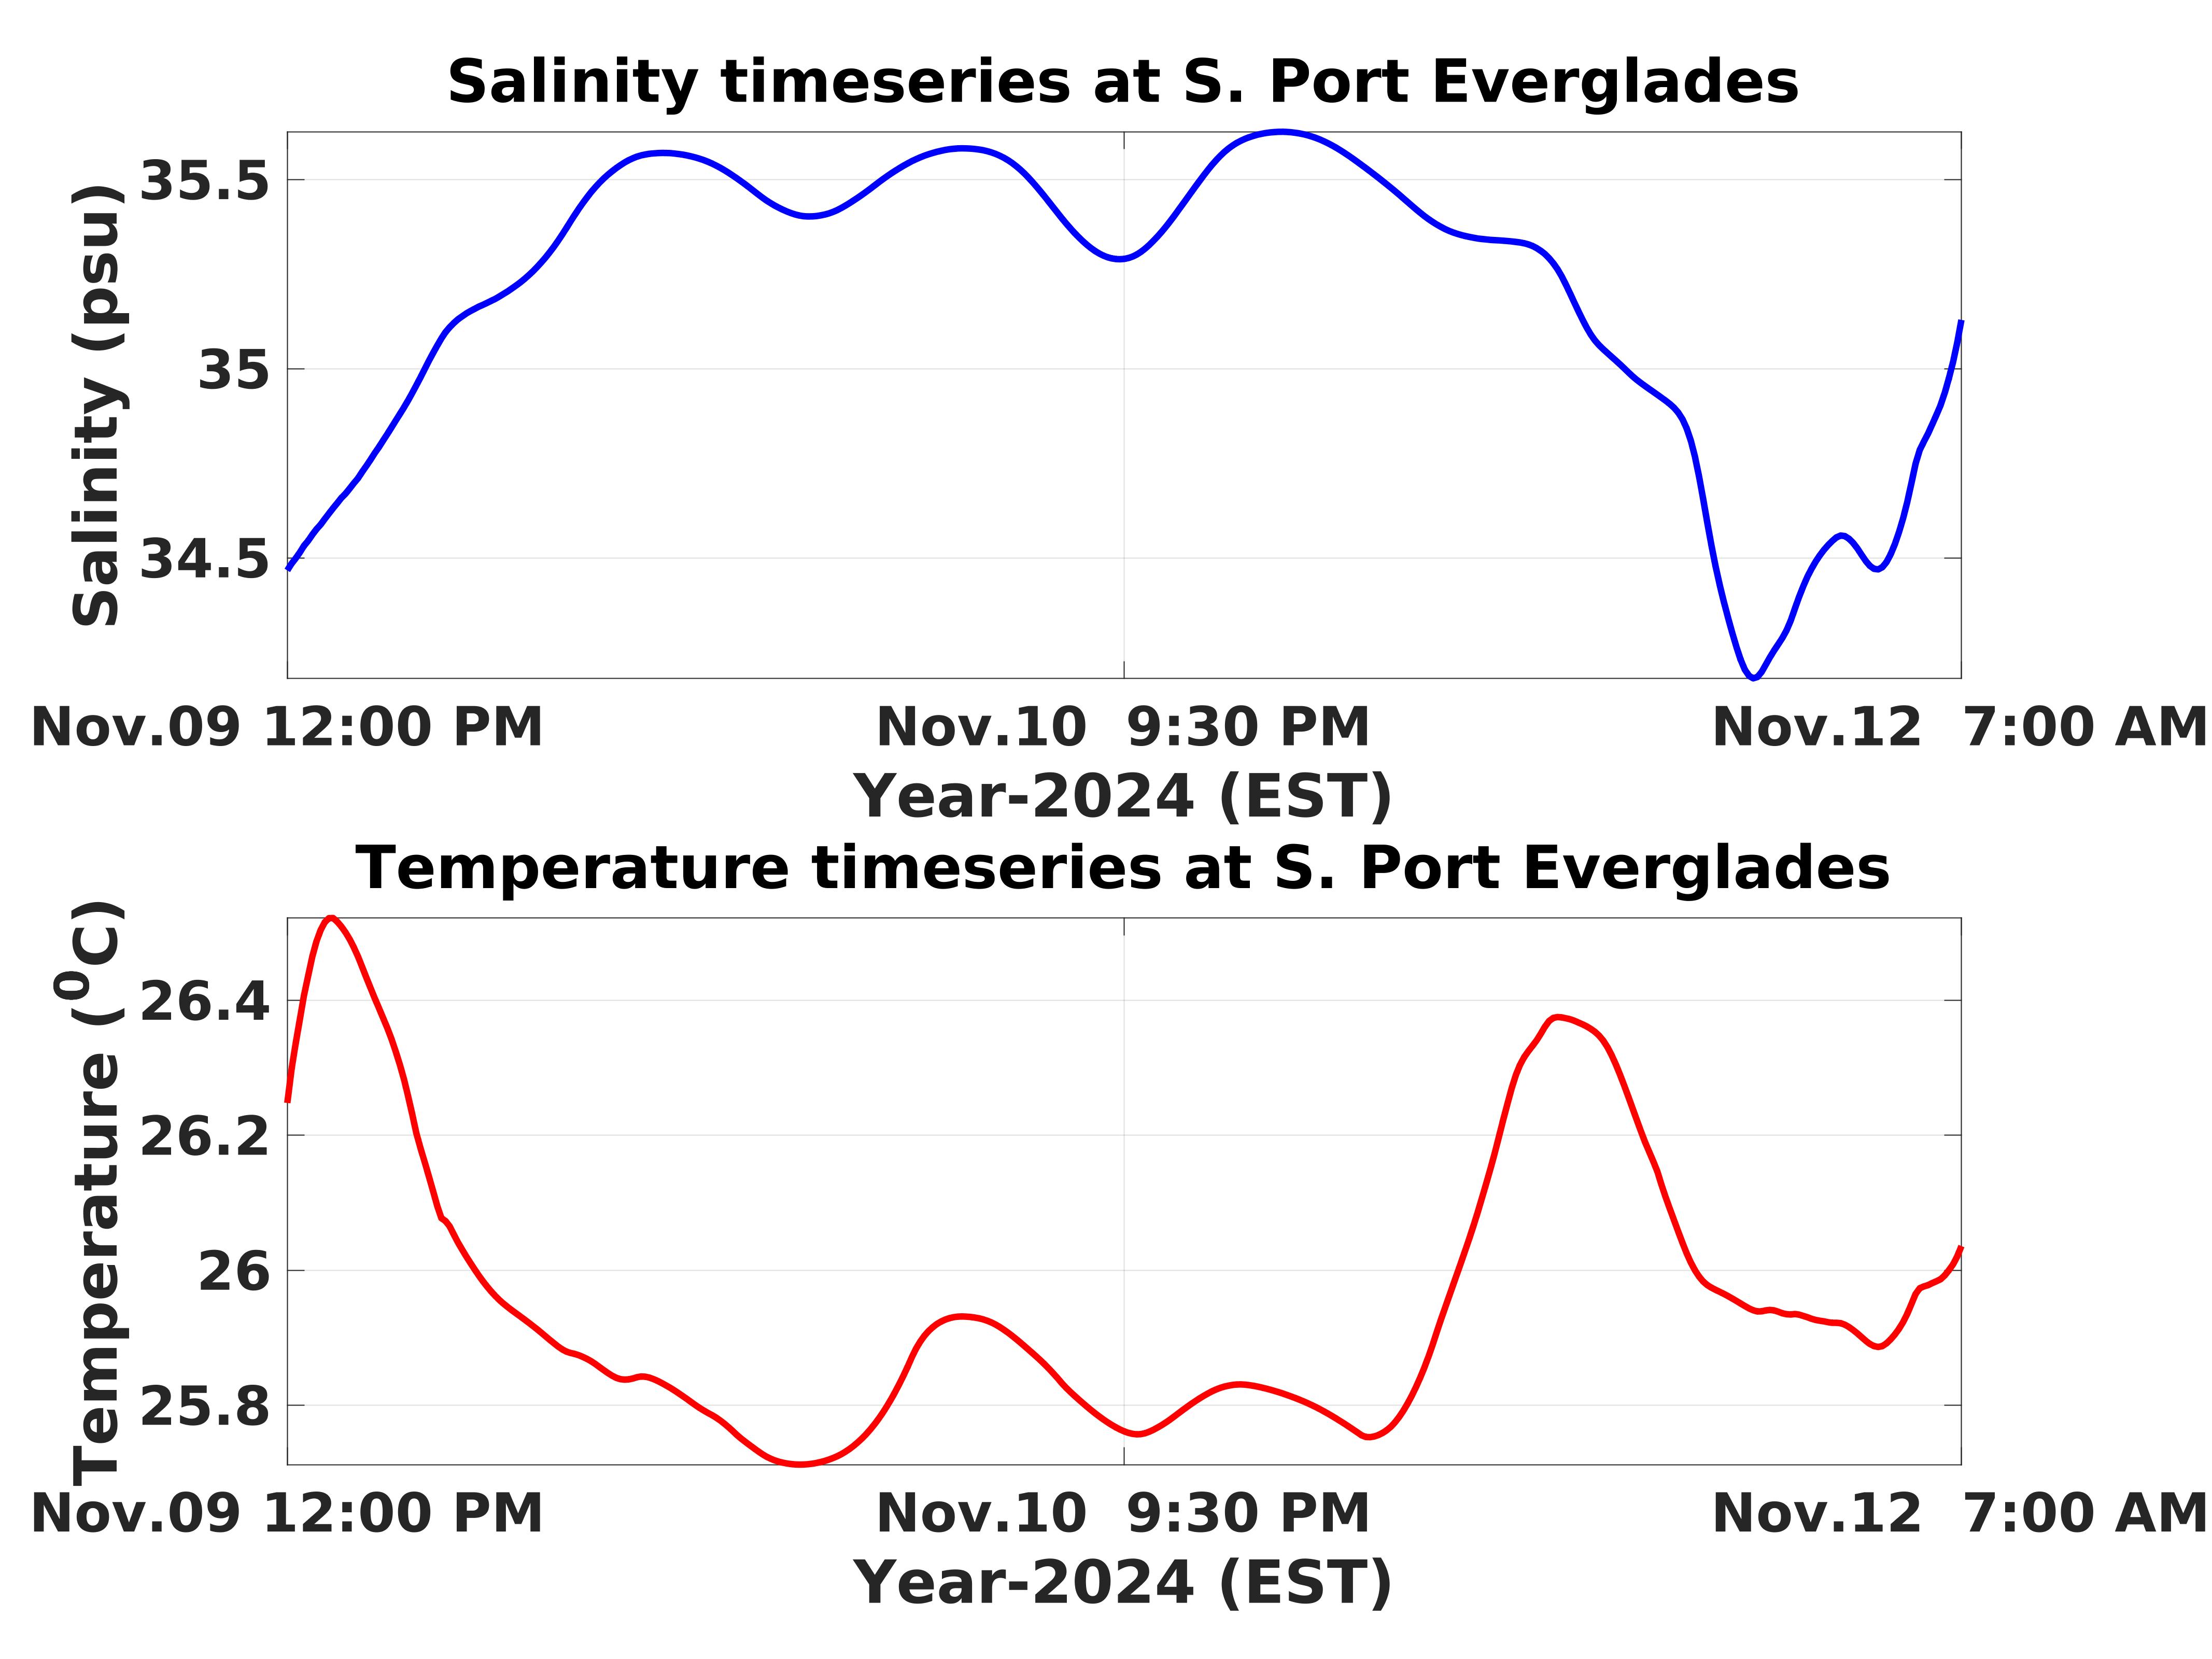 Salinity timeseries at S. Port Everglades
Salinity (psu)
35.5
35
34.5
Nov.09 12:00 PM Nov.10  9:30 PM Nov.12  7:00 AM
Year-2024 (EST)
Temperature timeseries at S. Port Everglades
Temperature (⁰C)
26.4
26.2
26
25.8
Nov.09 12:00 PM Nov.10  9:30 PM Nov.12  7:00 AM
Year-2024 (EST)